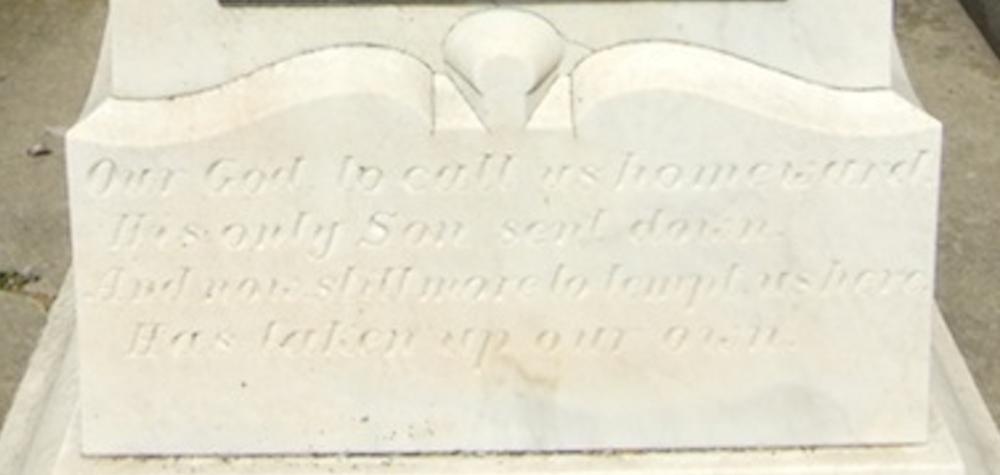 Our God to call us homeward.
His only Son sent down.
And now still more to tempt us here
Has taken up our own.